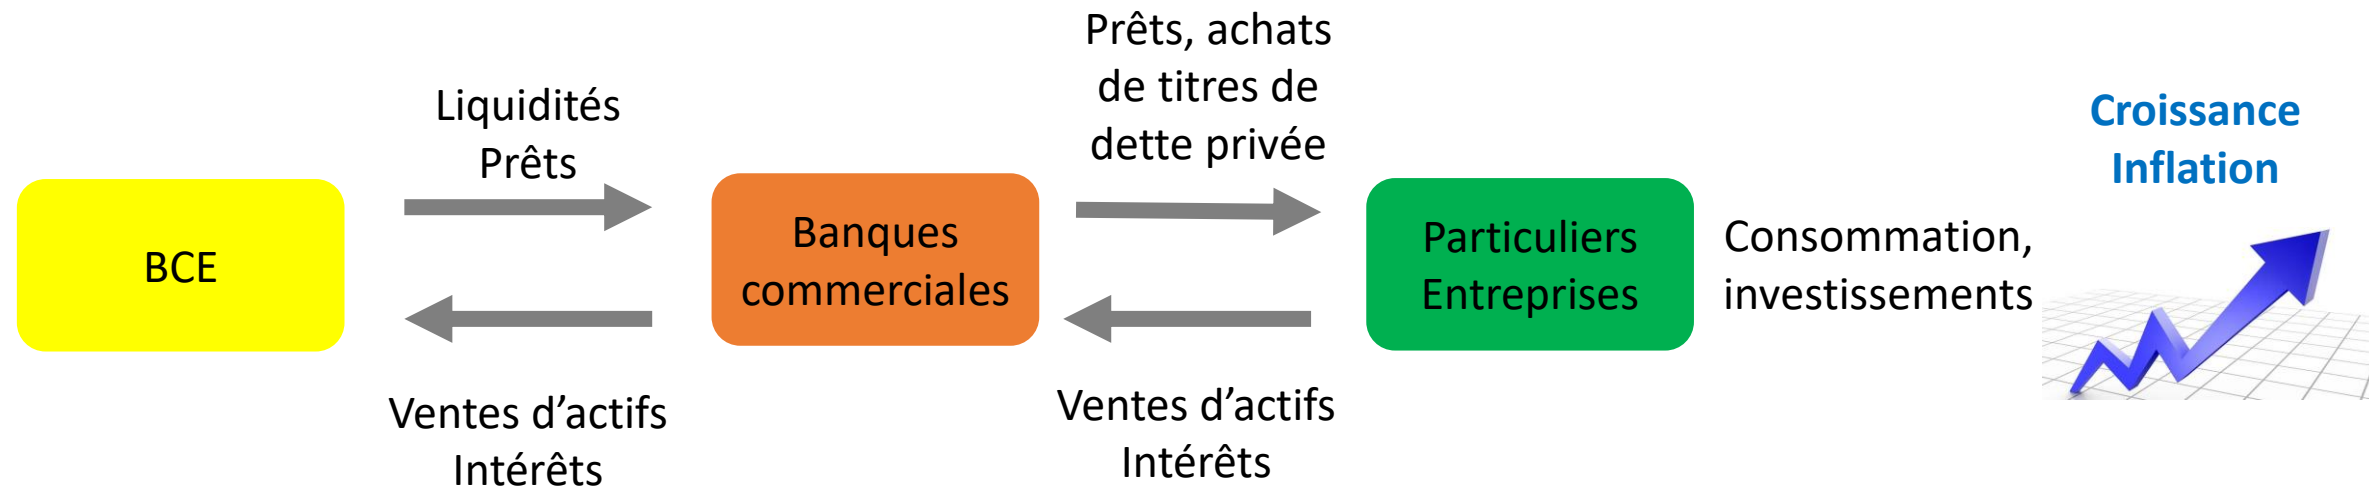 BCE
Liquidités
Prêts
Ventes d’actifs
Intérêts
Banques
commerciales
Prêts, achats
de titres de
dette privée
Ventes d’actifs
Intérêts
Particuliers
Entreprises
Consommation,
investissements
Croissance
Inflation